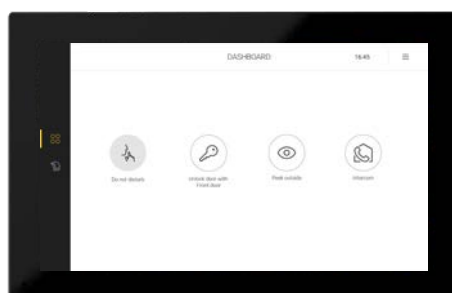 DASHBOARD
16:45
Do not disturb
Unlock door with
Front door
Peek outside
Intercom